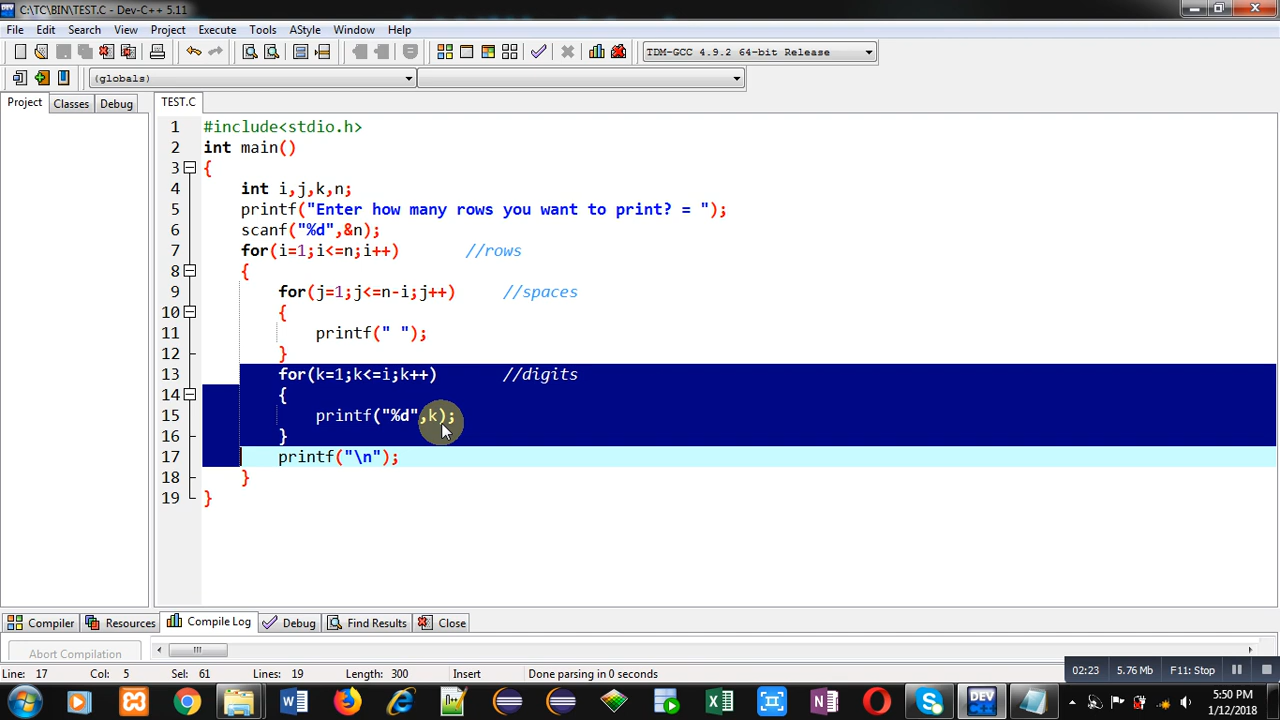 C:\TC\BIN\TEST.C - Dev-C++ 5.11
File Edit Search View Project Execute Tools AStyle Window Help
TDM-GCC 4.9.2 64-bit Release
(globals)
Project Classes Debug TEST.C
1 #include<stdio.h>
2 int main()
3 {
4 int i,j,k,n;
5 printf("Enter how many rows you want to print? = ");
6 scanf("%d",&n);
7 for(i=1;i<=n;i++) //rows
8 {
9 for(j=1;j<=n-i;j++) //spaces
10 {
11 printf(" ");
12 }
13 for(k=1;k<=i;k++) //digits
14 {
15 printf("%d",k);
16 }
17 printf("\n");
18 }
19 }
Compiler Resources Compile Log Debug Find Results Close
Abort Compilation
Line: 17 Col: 5 Sel: 61 Lines: 19 Length: 300 Insert Done parsing in 0 seconds
02:23 5.76 Mb F11: Stop
5:50 PM
1/12/2018